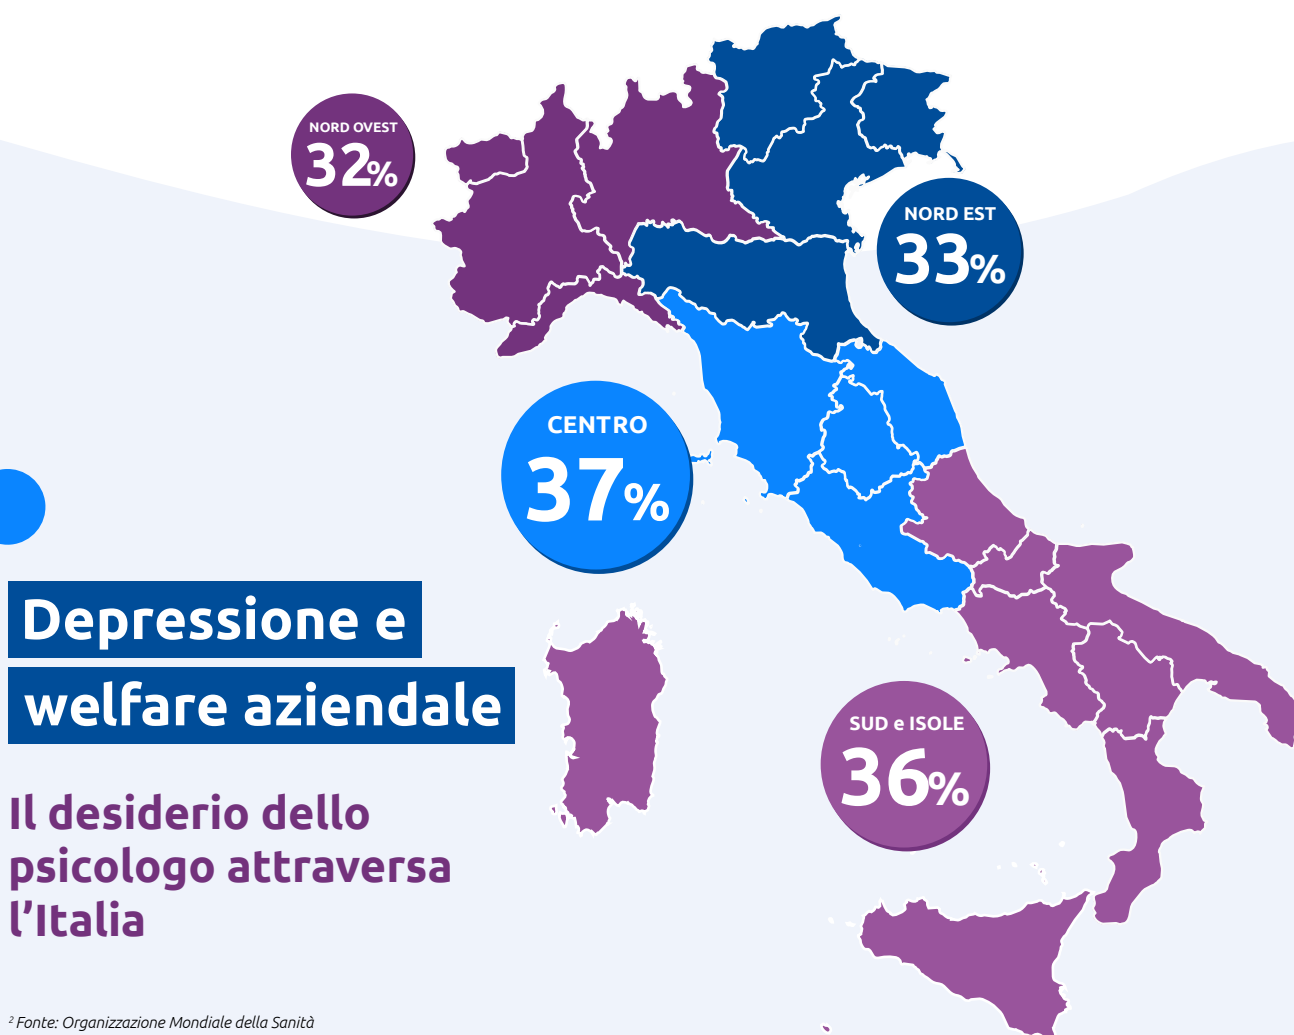 NORD OVEST
32%
NORD EST
33%
CENTRO
37%
Depressione e
welfare aziendale
SUD e ISOLE
36%
Il desiderio dello
psicologo attraversa
l’Italia
² Fonte: Organizzazione Mondiale della Sanità